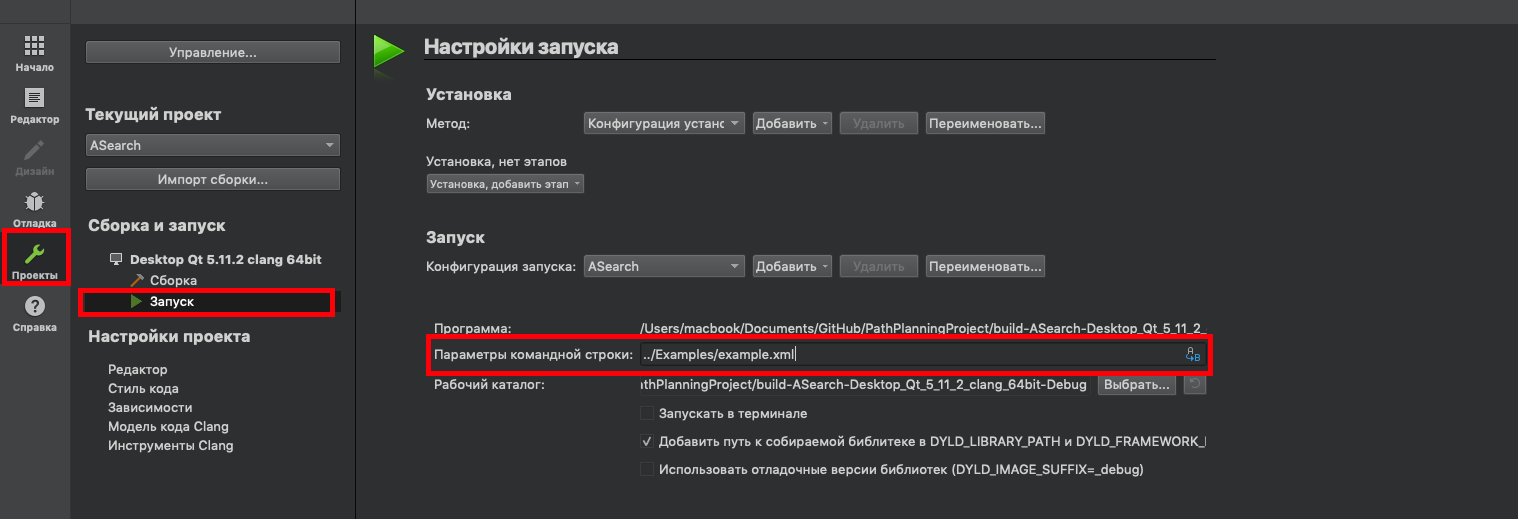 Начало
Редактор
Дизайн
Отладка
Проекты
Справка
Управление...
Текущий проект
ASearch
Импорт сборки...
Сборка и запуск
Desktop Qt 5.11.2 clang 64bit
Сборка
Запуск
Настройки проекта
Редактор
Стиль кода
Зависимости
Модель кода Clang
Инструменты Clang
Настройки запуска
Установка
Метод: Конфигурация устанс Добавить Удалить Переименовать...
Установка, нет этапов
Установка, добавить этап
Запуск
Конфигурация запуска: ASearch Добавить Удалить Переименовать...
Программа: /Users/macbook/Documents/GitHub/PathPlanningProject/build-ASearch-Desktop_Qt_5_11_2_
Параметры командной строки: ../Examples/example.xml
Рабочий каталог: athPlanningProject/build-ASearch-Desktop_Qt_5_11_2_clang_64bit-Debug Выбрать...
Запускать в терминале
Добавить путь к собираемой библитеке в DYLD_LIBRARY_PATH и DYLD_FRAMEWORK_
Использовать отладочные версии библиотек (DYLD_IMAGE_SUFFIX=_debug)